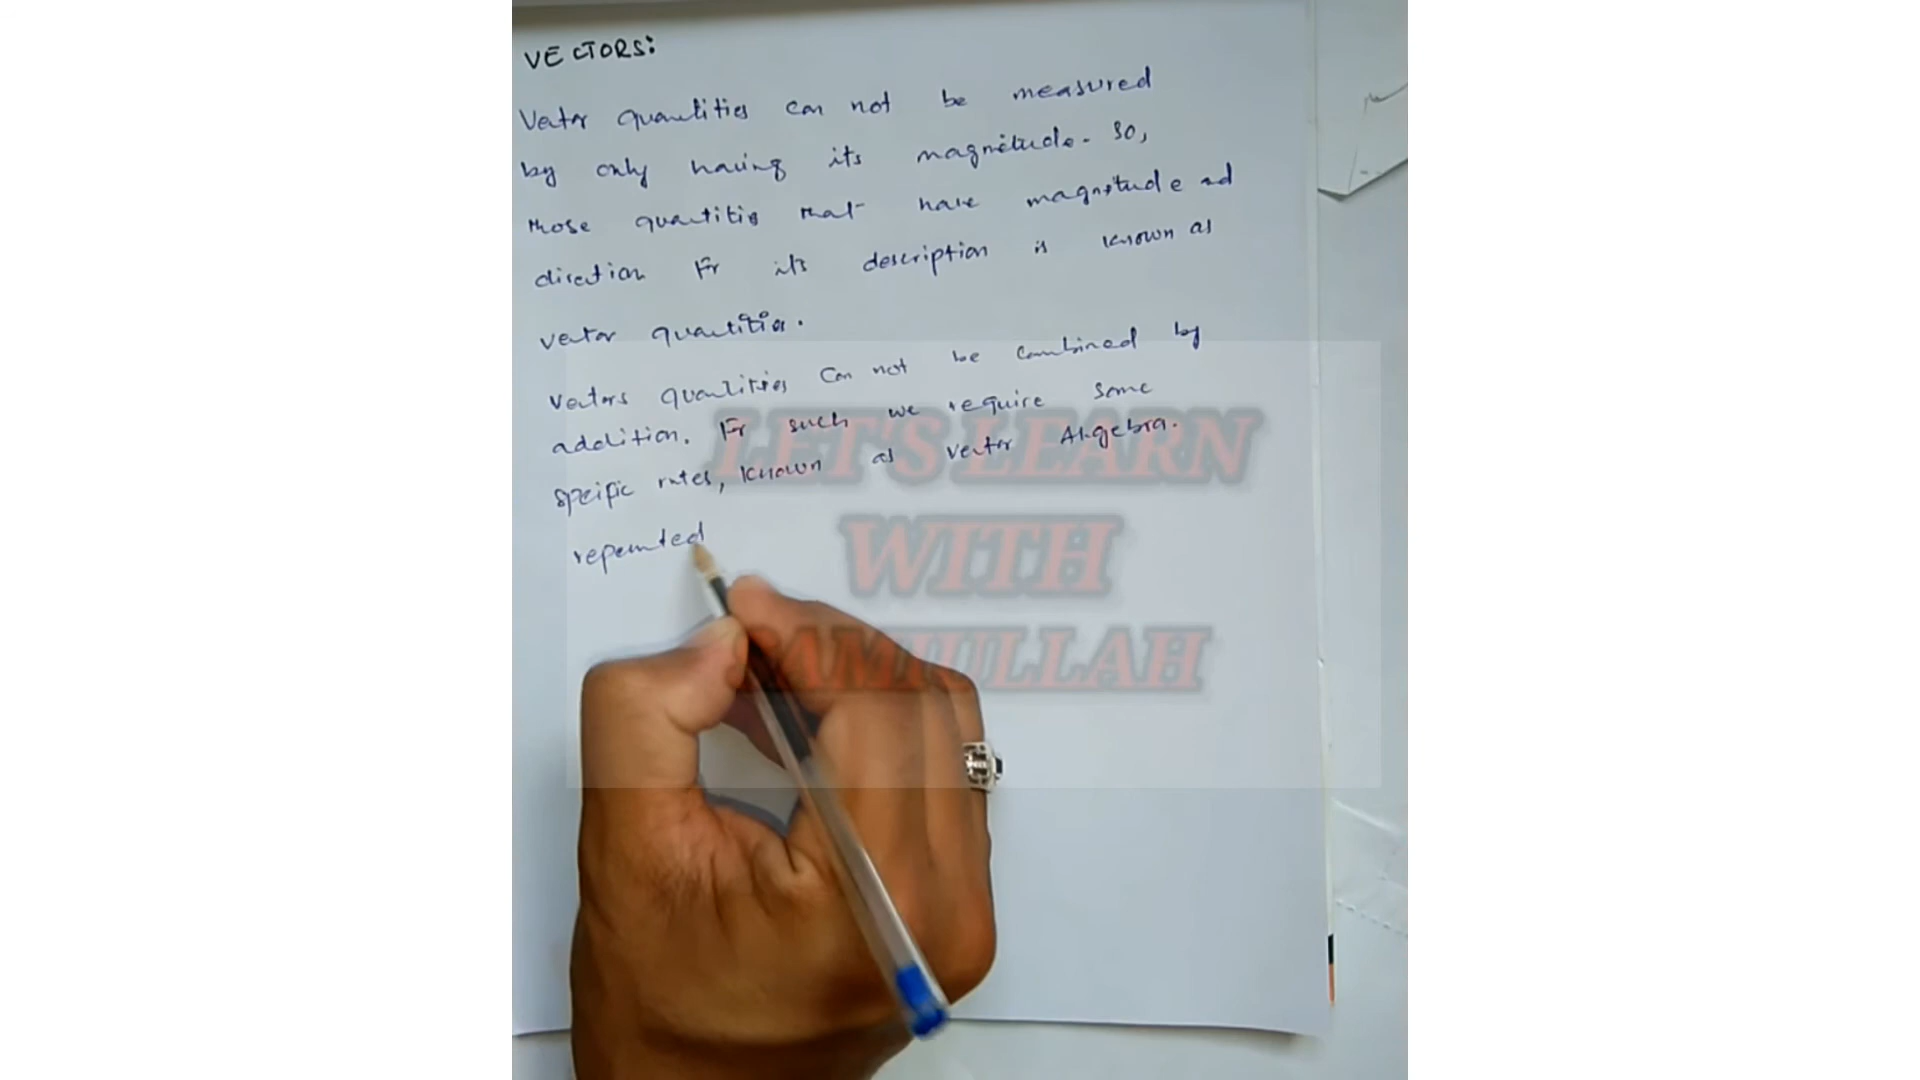 VECTORS:
Vector quantities can not be measured
by only having its magnitude. So,
those quantities that have magnitude and
direction For its description is known as
vector quantities.
Vectors quantities can not be combined by
addition. For such we require some
specific rules, known as vector Algebra.
LET'S LEARN
WITH
SAMIULLAH